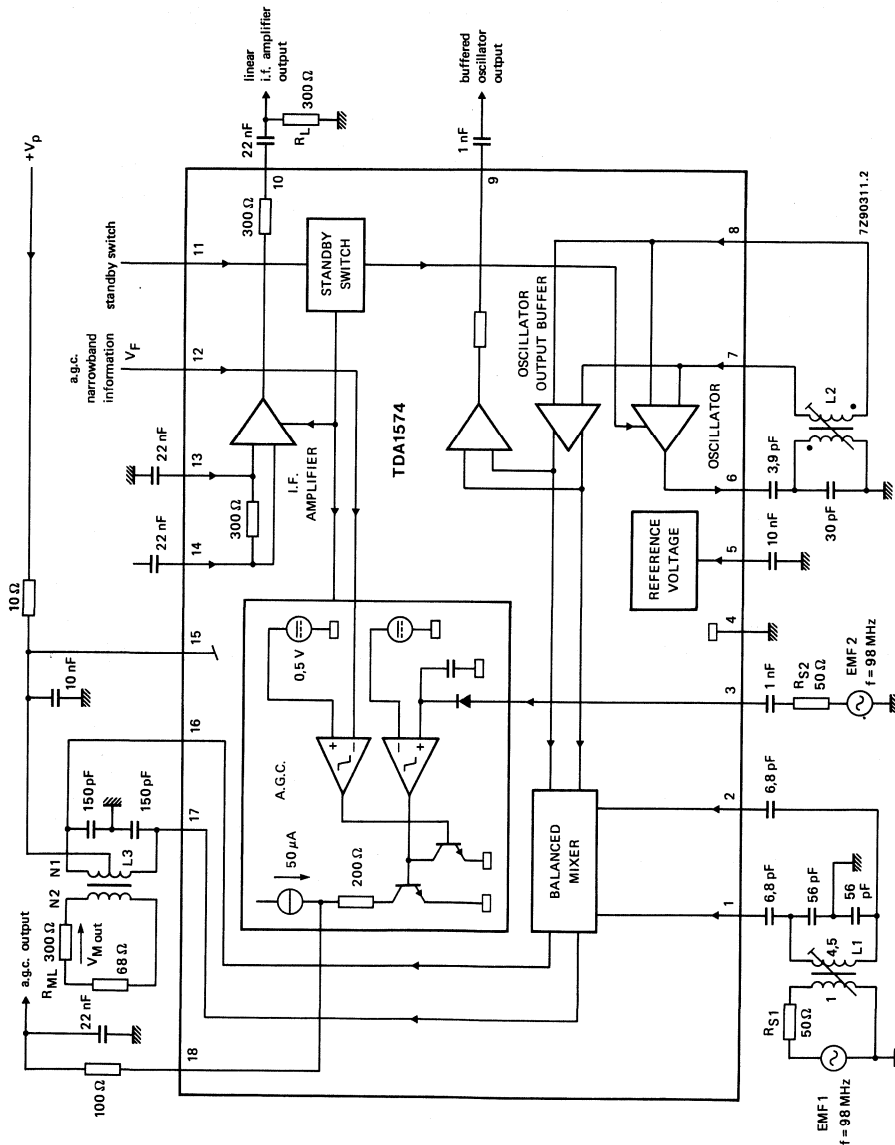 +Vp
a.g.c. output
linear
i.f. amplifier
output
300 Ω
RL
22 nF
10
300 Ω
standby switch
11
STANDBY
SWITCH
a.g.c.
narrowband
information
VF
12
22 nF
13
300 Ω
I.F.
AMPLIFIER
22 nF
14
10 Ω
15
10 nF
16
150 pF
150 pF
17
N1
L3
N2
RML 300 Ω
VM out
68 Ω
22 nF
100 Ω
18
buffered
oscillator
output
1 nF
9
TDA1574
OSCILLATOR
OUTPUT BUFFER
OSCILLATOR
0,5 V
+
−
−
+
A.G.C.
50 μA
200 Ω
BALANCED
MIXER
REFERENCE
VOLTAGE
8
7
L2
6
3,9 pF
30 pF
5
10 nF
4
3
1 nF
RS2
50 Ω
EMF 2
f = 98 MHz
2
6,8 pF
1
6,8 pF
56 pF
56
pF
4,5
L1
1
RS1
50 Ω
EMF 1
f = 98 MHz
7Z90311.2